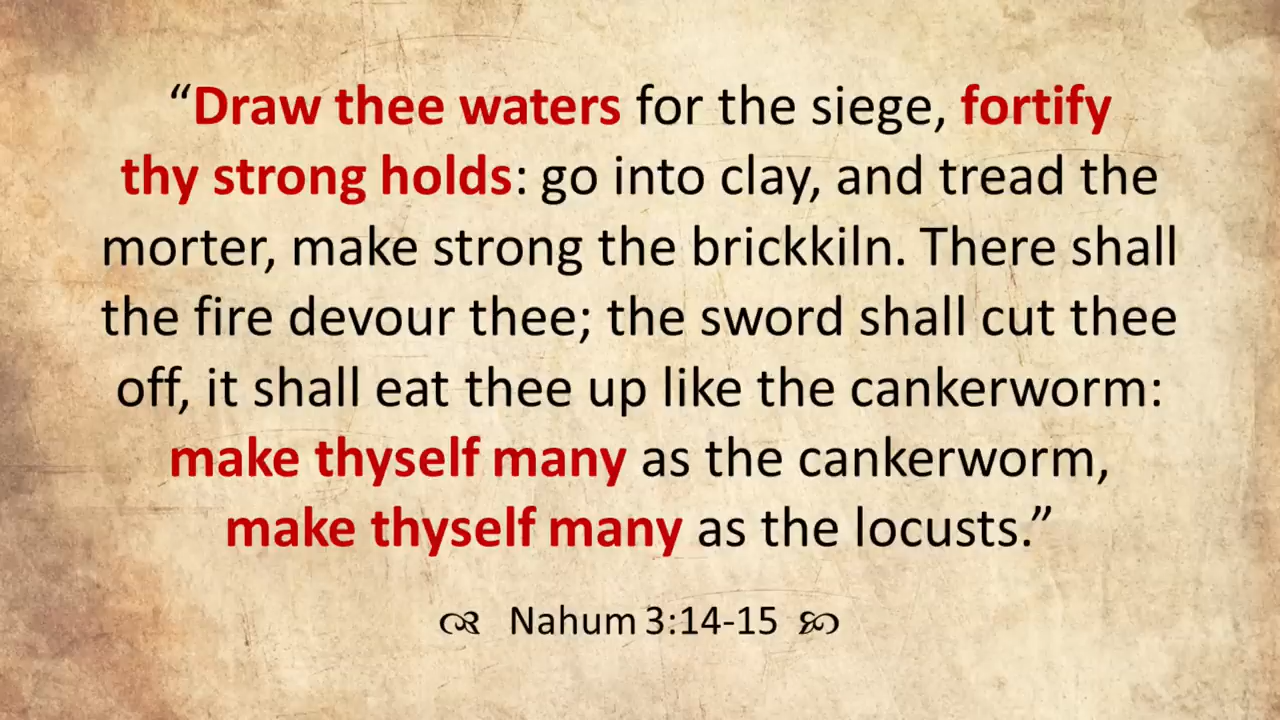 “Draw thee waters for the siege, fortify
thy strong holds: go into clay, and tread the
morter, make strong the brickkiln. There shall
the fire devour thee; the sword shall cut thee
off, it shall eat thee up like the cankerworm:
make thyself many as the cankerworm,
make thyself many as the locusts.”
Nahum 3:14-15